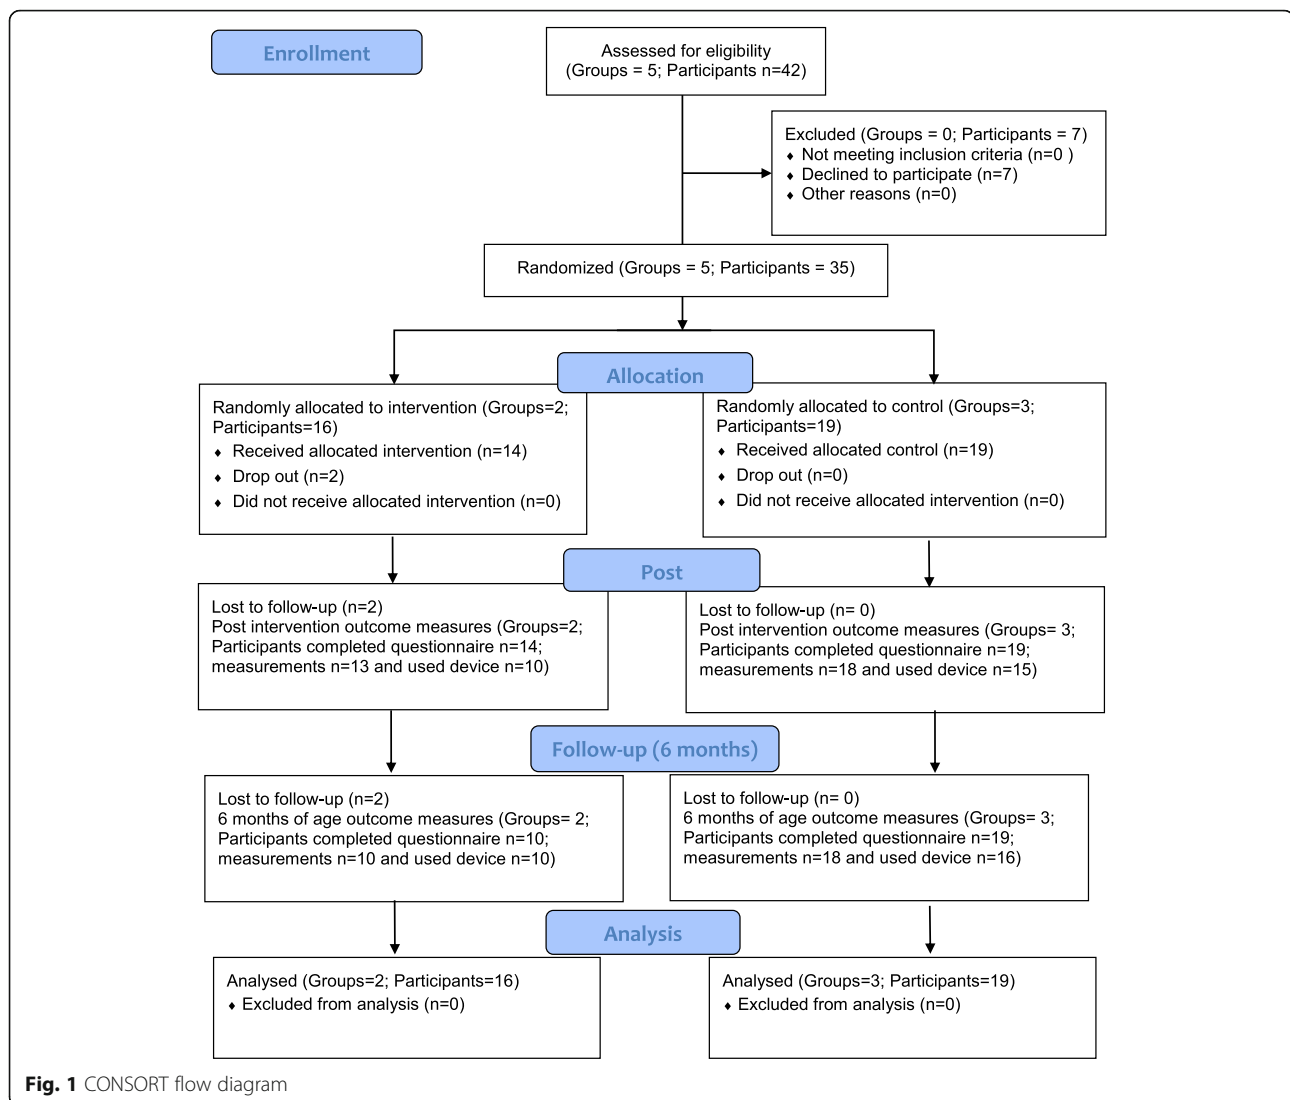 Enrollment
Assessed for eligibility
(Groups = 5; Participants n=42)
Excluded (Groups = 0; Participants = 7)
♦ Not meeting inclusion criteria (n=0 )
♦ Declined to participate (n=7)
♦ Other reasons (n=0)
Randomized (Groups = 5; Participants = 35)
Allocation
Randomly allocated to intervention (Groups=2;
Participants=16)
♦ Received allocated intervention (n=14)
♦ Drop out (n=2)
♦ Did not receive allocated intervention (n=0)
Randomly allocated to control (Groups=3;
Participants=19)
♦ Received allocated control (n=19)
♦ Drop out (n=0)
♦ Did not receive allocated intervention (n=0)
Post
Lost to follow-up (n=2)
Post intervention outcome measures (Groups=2;
Participants completed questionnaire n=14;
measurements n=13 and used device n=10)
Lost to follow-up (n= 0)
Post intervention outcome measures (Groups= 3;
Participants completed questionnaire n=19;
measurements n=18 and used device n=15)
Follow-up (6 months)
Lost to follow-up (n=2)
6 months of age outcome measures (Groups= 2;
Participants completed questionnaire n=10;
measurements n=10 and used device n=10)
Lost to follow-up (n= 0)
6 months of age outcome measures (Groups= 3;
Participants completed questionnaire n=19;
measurements n=18 and used device n=16)
Analysis
Analysed (Groups=2; Participants=16)
♦ Excluded from analysis (n=0)
Analysed (Groups=3; Participants=19)
♦ Excluded from analysis (n=0)
Fig. 1 CONSORT flow diagram